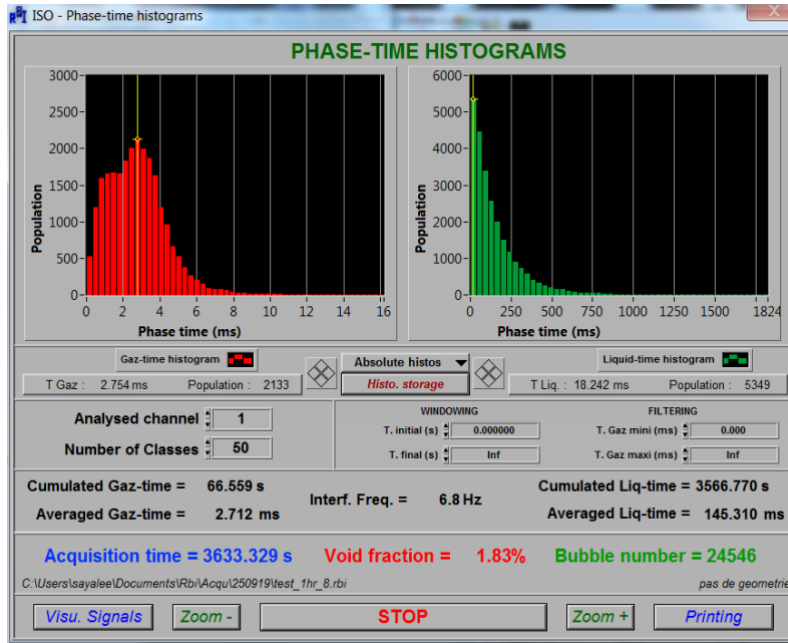 RBI ISO - Phase-time histograms
PHASE-TIME HISTOGRAMS
3000
2500
2000
1500
1000
500
0
Population
0 2 4 6 8 10 12 14 16
Phase time (ms)
6000
5000
4000
3000
2000
1000
0
Population
0 250 500 750 1000 1250 1500 1824
Phase time (ms)
Gaz-time histogram
T Gaz : 2.754 ms Population : 2133
Absolute histos
Histo. storage
Liquid-time histogram
T Liq. : 18.242 ms Population : 5349
Analysed channel 1
Number of Classes 50
WINDOWING
T. initial (s) 0.000000
T. final (s) Inf
FILTERING
T. Gaz mini (ms) 0.000
T. Gaz maxi (ms) Inf
Cumulated Gaz-time = 66.559 s
Averaged Gaz-time = 2.712 ms
Interf. Freq. = 6.8 Hz
Cumulated Liq-time = 3566.770 s
Averaged Liq-time = 145.310 ms
Acquisition time = 3633.329 s Void fraction = 1.83% Bubble number = 24546
C:\Users\sayalee\Documents\Rbi\Acqu\250919\test_1hr_8.rbi pas de geometrie
Visu. Signals Zoom - STOP Zoom + Printing